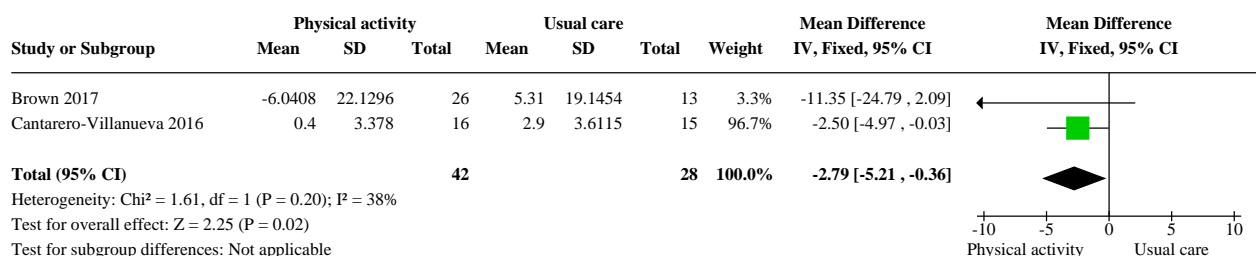 Physical activity Usual care Mean Difference Mean Difference
Study or Subgroup Mean SD Total Mean SD Total Weight IV, Fixed, 95% CI IV, Fixed, 95% CI
Brown 2017 -6.0408 22.1296 26 5.31 19.1454 13 3.3% -11.35 [-24.79 , 2.09]
Cantarero-Villanueva 2016 0.4 3.378 16 2.9 3.6115 15 96.7% -2.50 [-4.97 , -0.03]
Total (95% CI) 42 28 100.0% -2.79 [-5.21 , -0.36]
Heterogeneity: Chi² = 1.61, df = 1 (P = 0.20); I² = 38%
Test for overall effect: Z = 2.25 (P = 0.02)
-10 -5 0 5 10
Test for subgroup differences: Not applicable
Physical activity Usual care